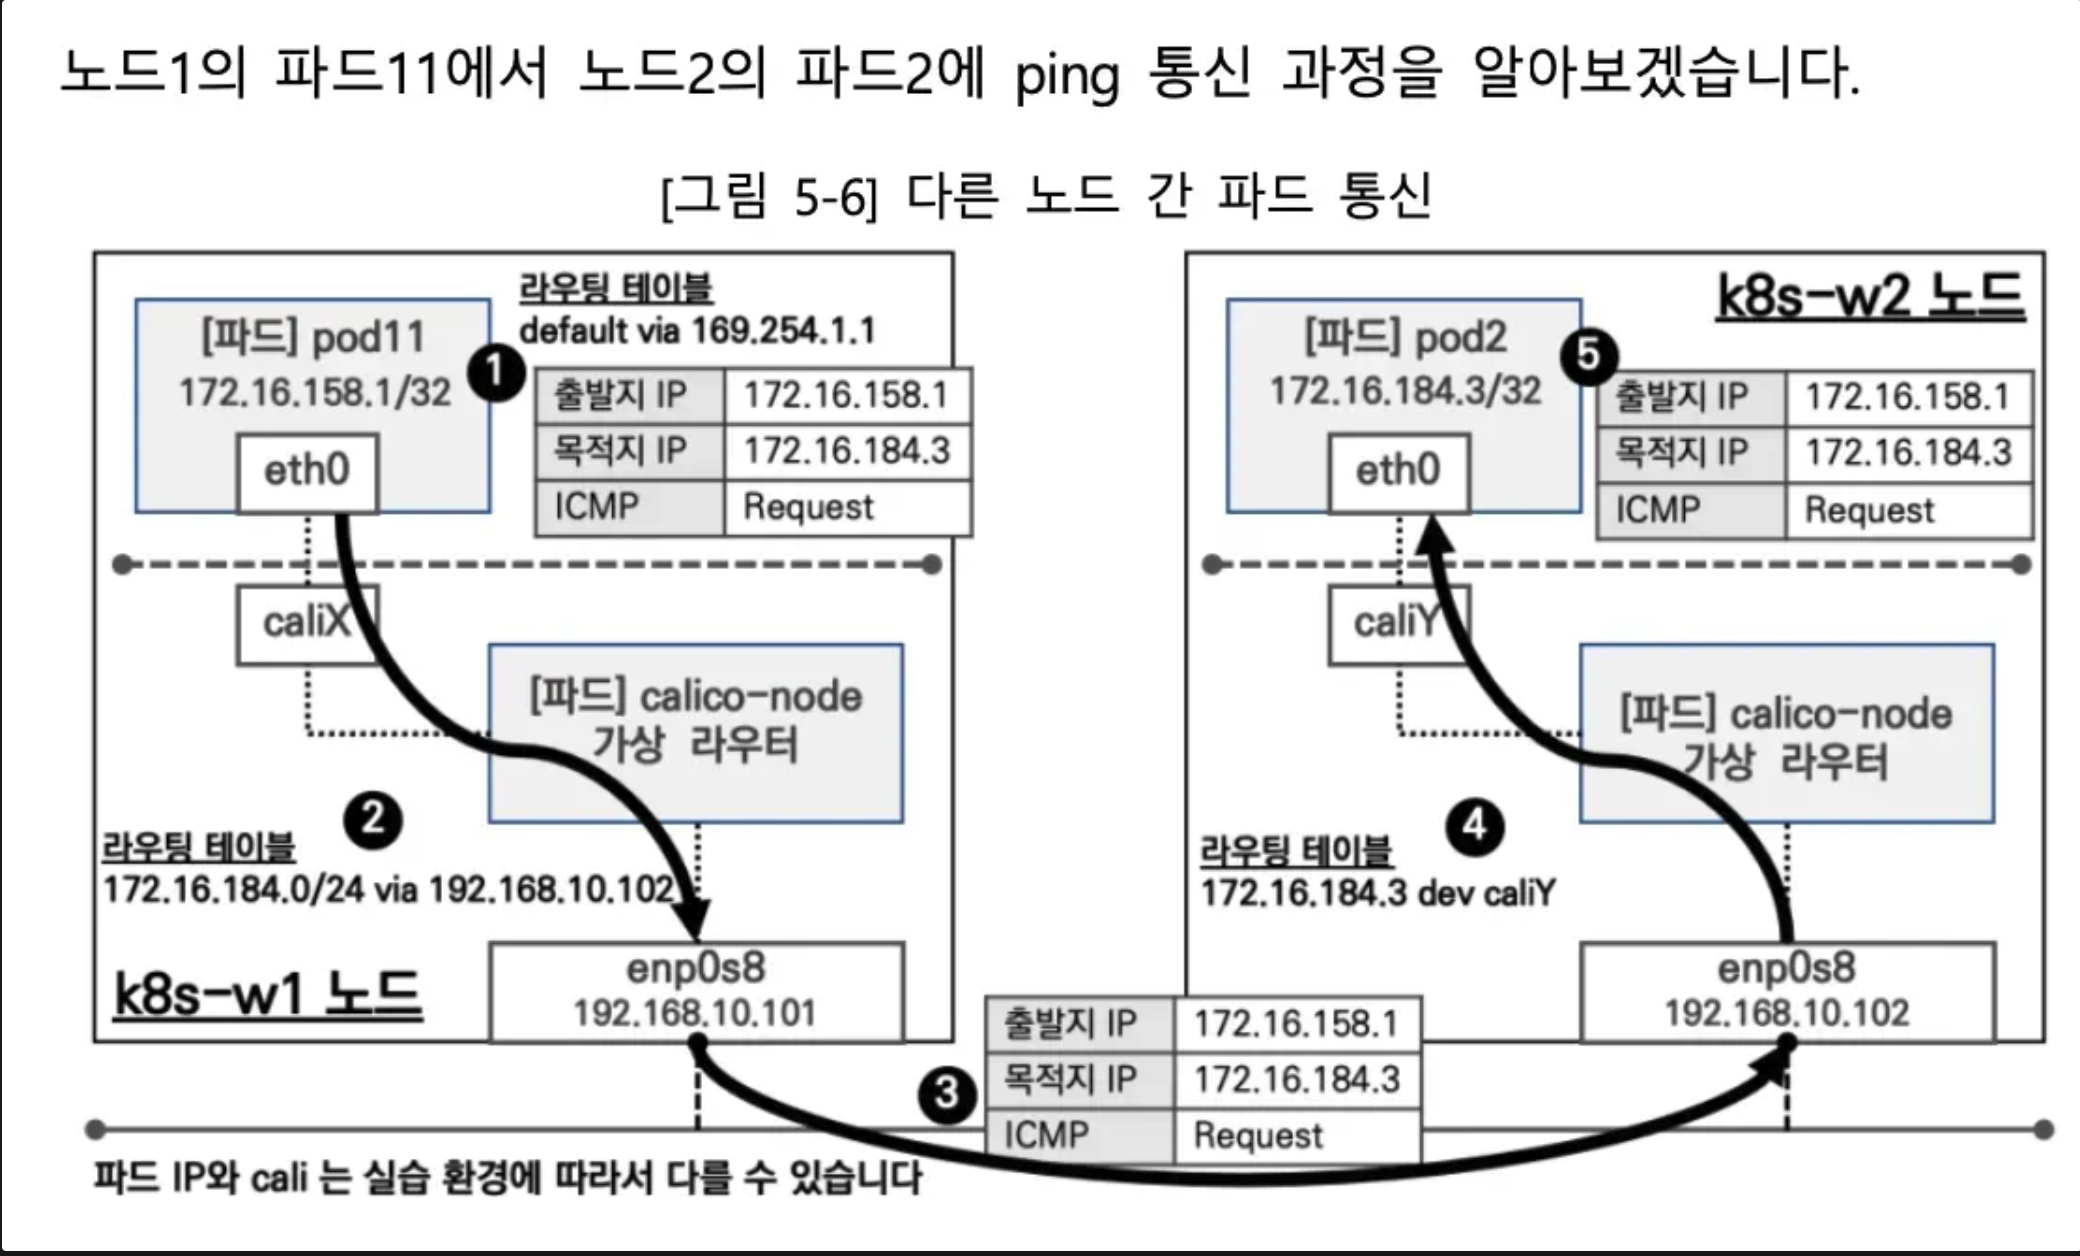 노드1의 파드11에서 노드2의 파드2에 ping 통신 과정을 알아보겠습니다.
[그림 5-6] 다른 노드 간 파드 통신
[파드] pod11
172.16.158.1/32
eth0
1
라우팅 테이블
default via 169.254.1.1
출발지 IP 172.16.158.1
목적지 IP 172.16.184.3
ICMP Request
caliX
[파드] calico-node
가상 라우터
2
라우팅 테이블
172.16.184.0/24 via 192.168.10.102
k8s-w1 노드
enp0s8
192.168.10.101
3
출발지 IP 172.16.158.1
목적지 IP 172.16.184.3
ICMP Request
k8s-w2 노드
[파드] pod2
172.16.184.3/32
eth0
5
출발지 IP 172.16.158.1
목적지 IP 172.16.184.3
ICMP Request
caliY
[파드] calico-node
가상 라우터
4
라우팅 테이블
172.16.184.3 dev caliY
enp0s8
192.168.10.102
파드 IP와 cali 는 실습 환경에 따라서 다를 수 있습니다